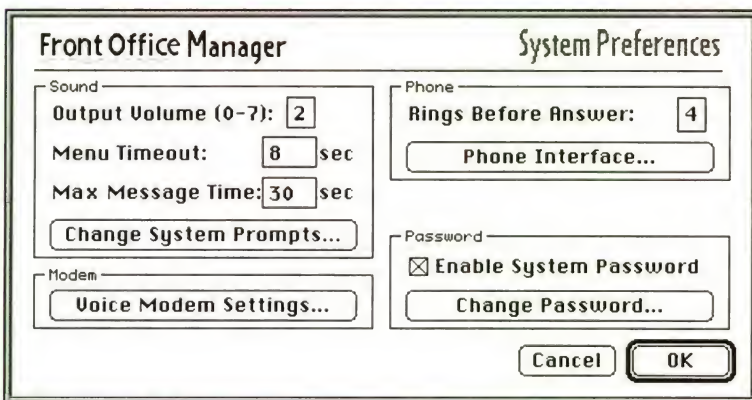 Front Office Manager
System Preferences
Sound
Output Volume (0-7): 2
Menu Timeout: 8 sec
Max Message Time: 30 sec
Change System Prompts...
Modem
Voice Modem Settings...
Phone
Rings Before Answer: 4
Phone Interface...
Password
Enable System Password
Change Password...
Cancel
OK